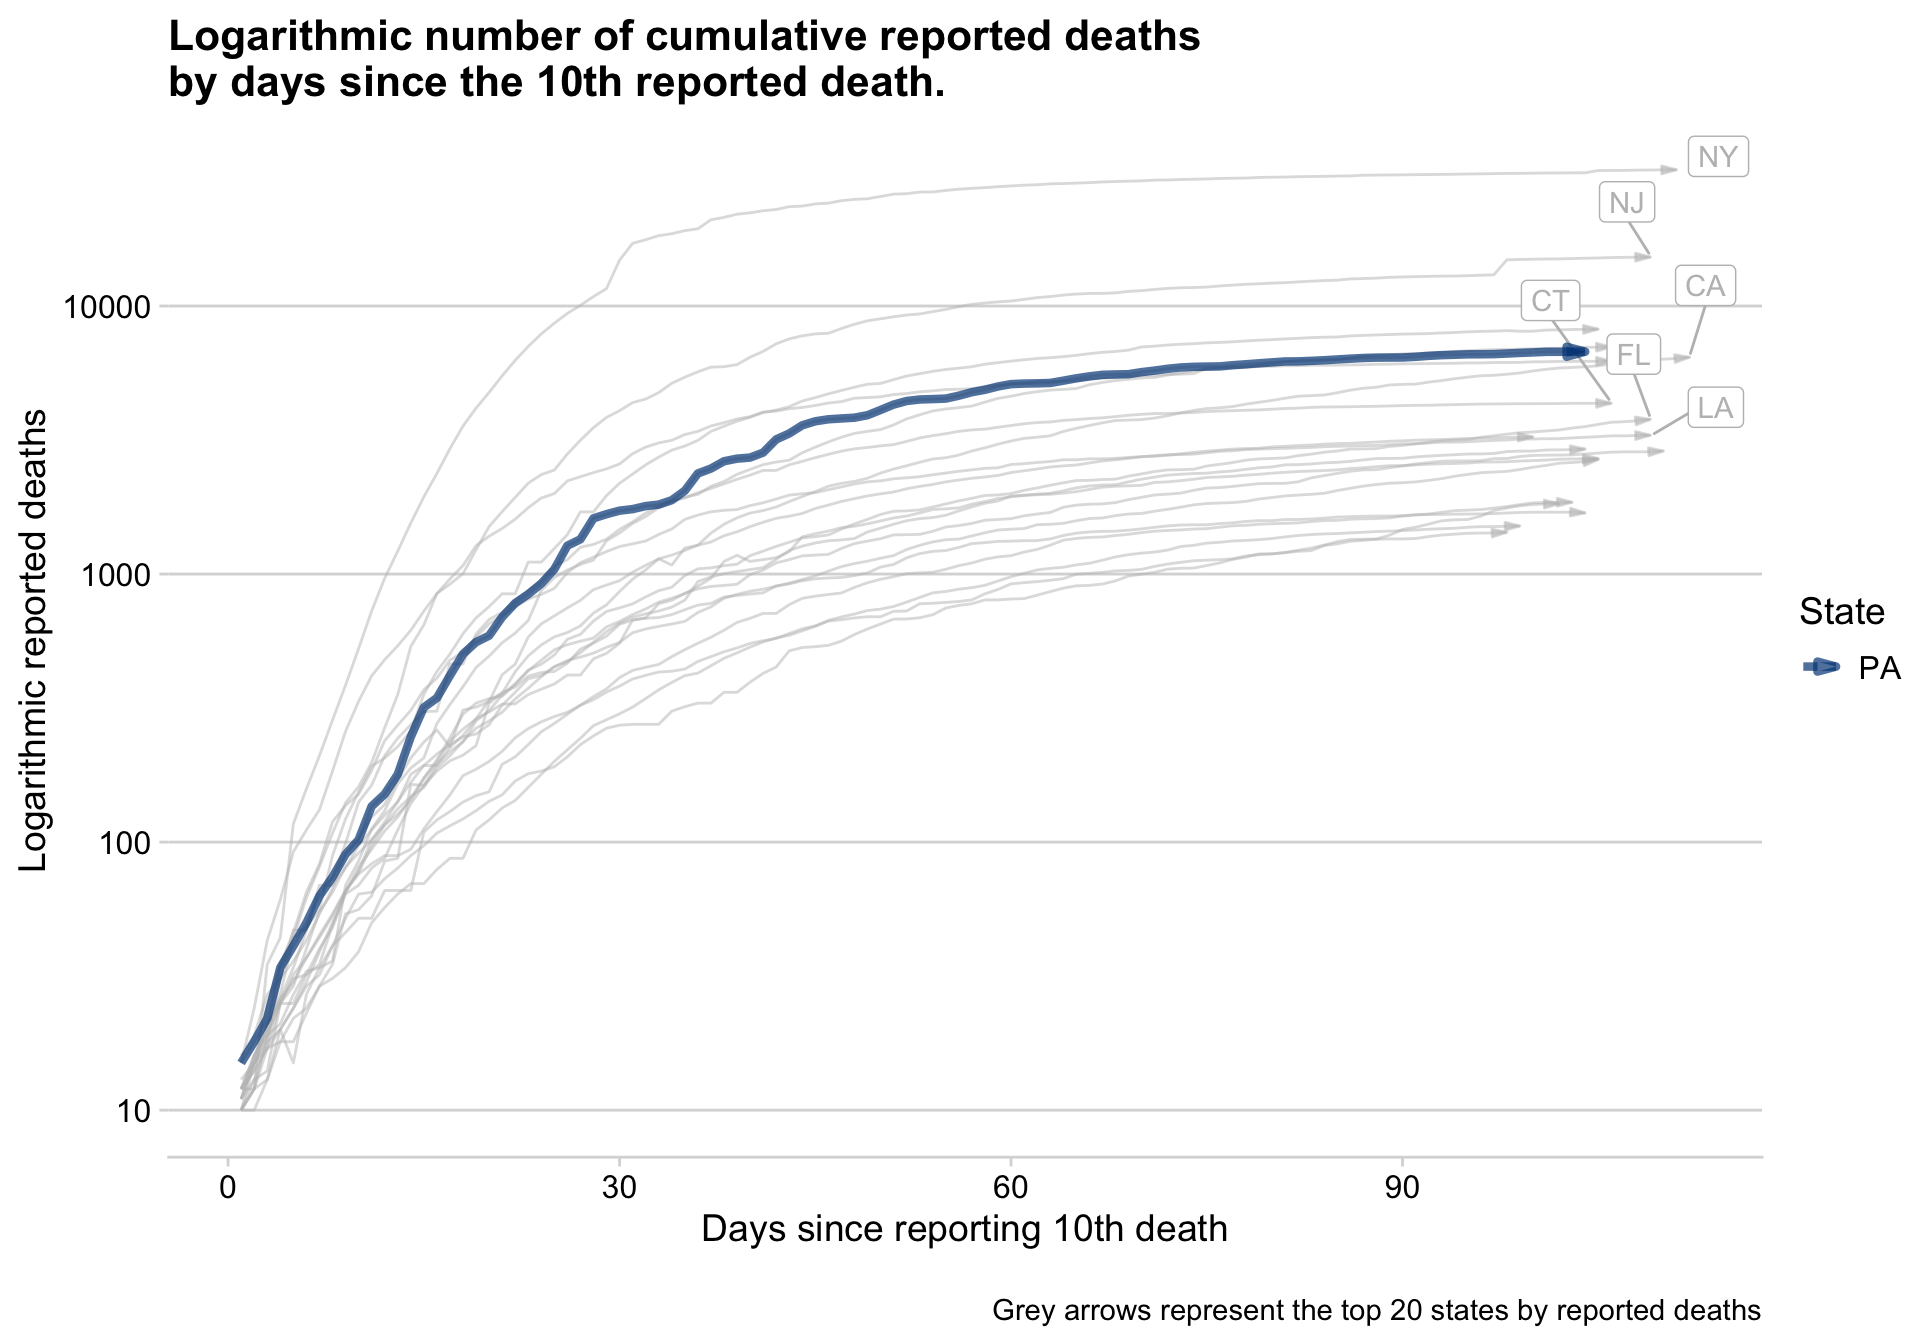 Logarithmic number of cumulative reported deaths
by days since the 10th reported death.
NY
NJ
CA
CT
FL
LA
10000
1000
100
10
Logarithmic reported deaths
State
PA
0
30
60
90
Days since reporting 10th death
Grey arrows represent the top 20 states by reported deaths